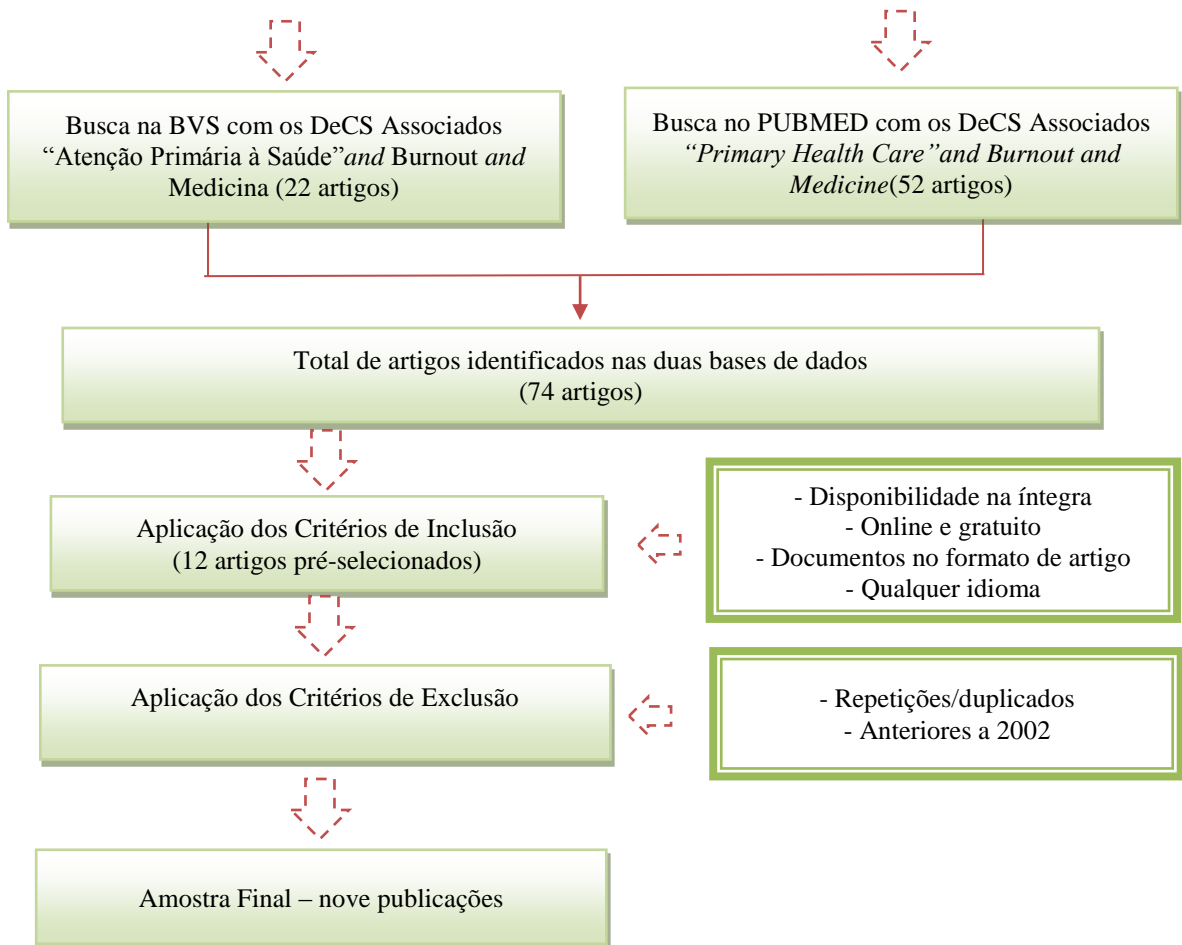 Busca na BVS com os DeCS Associados
“Atenção Primária à Saúde”and Burnout and
Medicina (22 artigos)
Busca no PUBMED com os DeCS Associados
“Primary Health Care”and Burnout and
Medicine(52 artigos)
Total de artigos identificados nas duas bases de dados
(74 artigos)
Aplicação dos Critérios de Inclusão
(12 artigos pré-selecionados)
- Disponibilidade na íntegra
- Online e gratuito
- Documentos no formato de artigo
- Qualquer idioma
Aplicação dos Critérios de Exclusão
- Repetições/duplicados
- Anteriores a 2002
Amostra Final – nove publicações